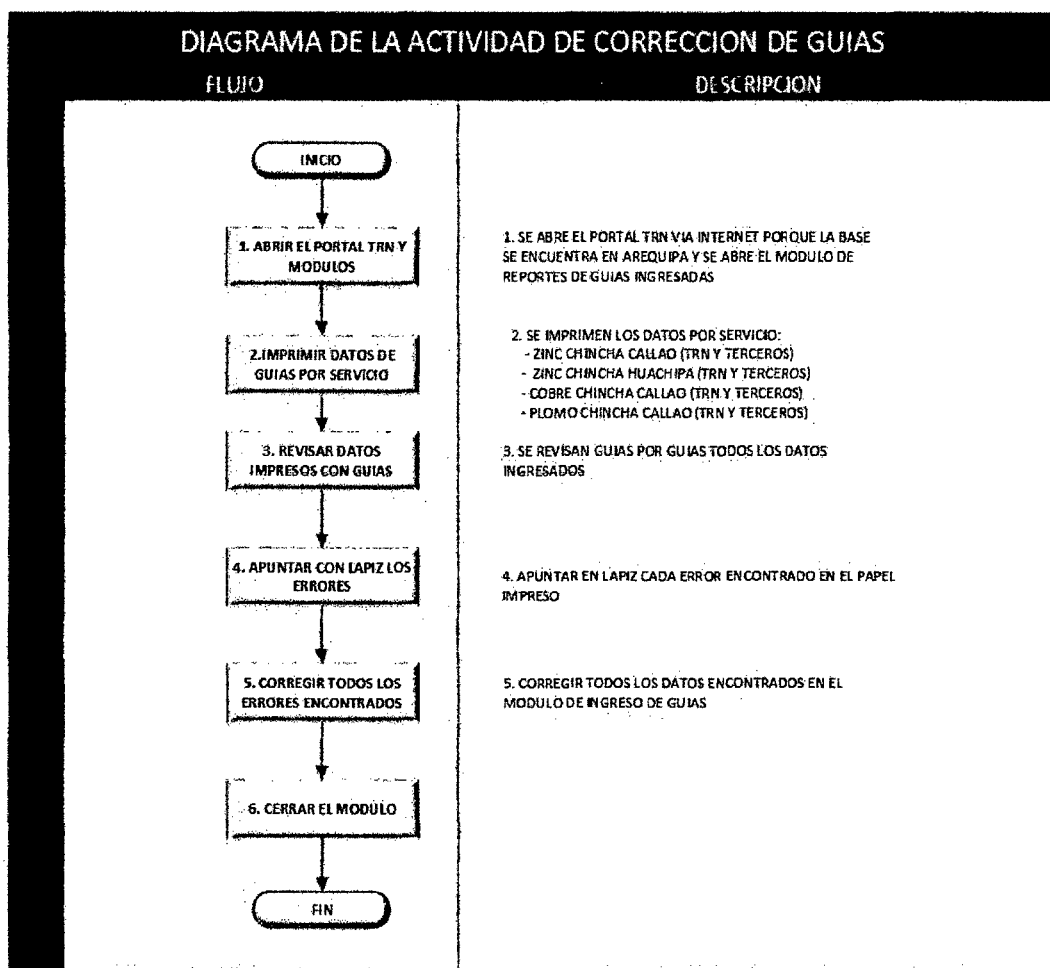 DIAGRAMA DE LA ACTIVIDAD DE CORRECCION DE GUIAS
FLUJO
DESCRIPCION
INICIO
1. ABRIR EL PORTAL TRN Y
MODULOS
1. SE ABRE EL PORTAL TRN VIA INTERNET PORQUE LA BASE
SE ENCUENTRA EN AREQUIPA Y SE ABRE EL MODULO DE
REPORTES DE GUIAS INGRESADAS
2.IMPRIMIR DATOS DE
GUIAS POR SERVICIO
2. SE IMPRIMEN LOS DATOS POR SERVICIO:
- ZINC CHINCHA CALLAO (TRN Y TERCEROS)
- ZINC CHINCHA HUACHIPA (TRN Y TERCEROS)
- COBRE CHINCHA CALLAO (TRN Y TERCEROS)
- PLOMO CHINCHA CALLAO (TRN Y TERCEROS)
3. REVISAR DATOS
IMPRESOS CON GUIAS
3. SE REVISAN GUIAS POR GUIAS TODOS LOS DATOS
INGRESADOS
4. APUNTAR CON LAPIZ LOS
ERRORES
4. APUNTAR EN LAPIZ CADA ERROR ENCONTRADO EN EL PAPEL
IMPRESO
5. CORREGIR TODOS LOS
ERRORES ENCONTRADOS
5. CORREGIR TODOS LOS DATOS ENCONTRADOS EN EL
MODULO DE INGRESO DE GUIAS
6. CERRAR EL MODULO
FIN